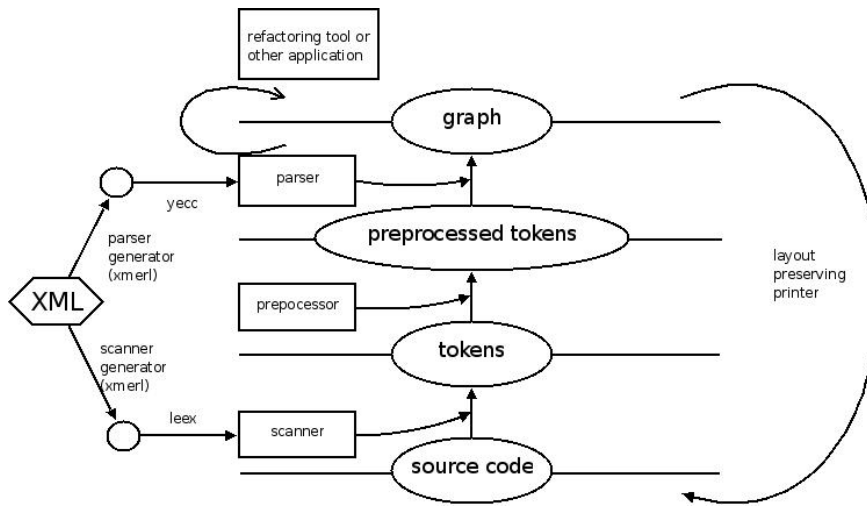 refactoring tool or
other application
graph
parser
yecc
parser
generator
(xmerl)
preprocessed tokens
layout
preserving
printer
XML
prepocessor
tokens
scanner
generator
(xmerl)
leex
scanner
source code